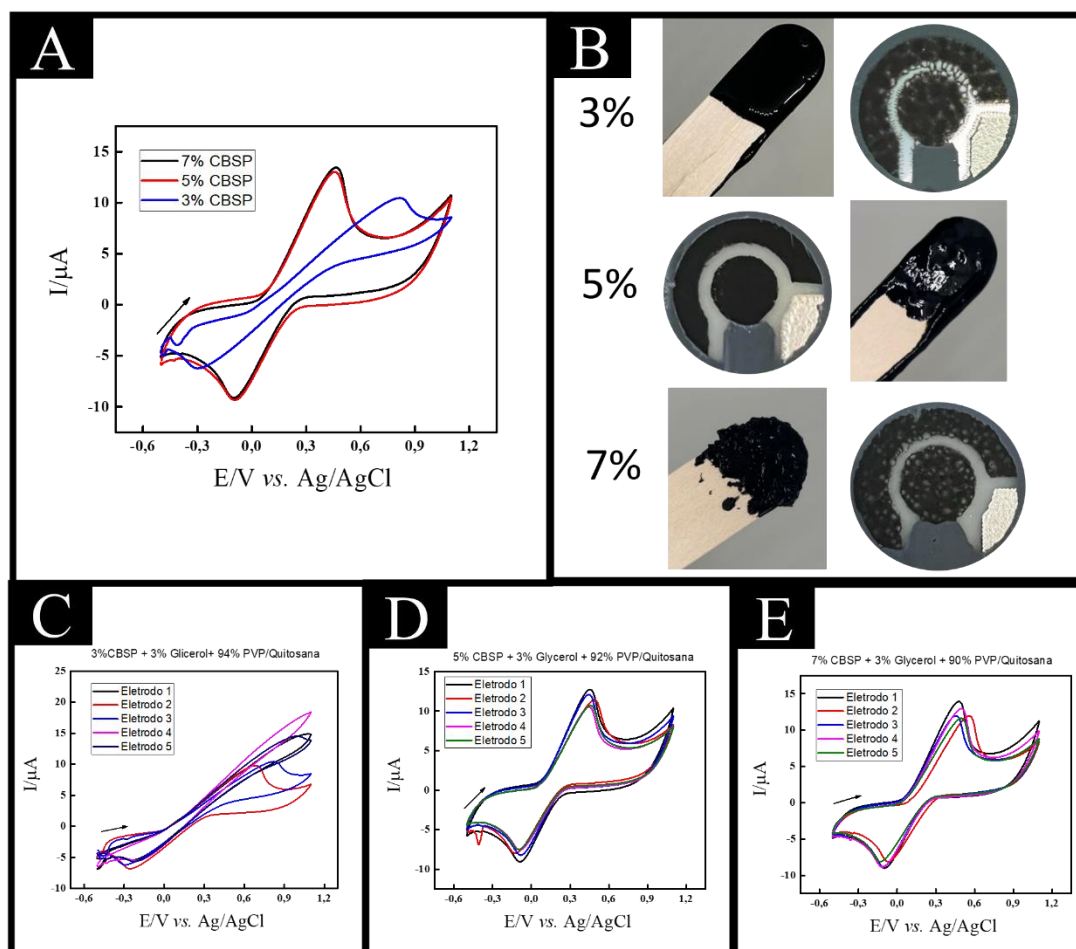 A
15
10
5
0
-5
-10
I/µA
7% CBSP
5% CBSP
3% CBSP
-0,6 -0,3 0,0 0,3 0,6 0,9 1,2
E/V vs. Ag/AgCl
B
3%
5%
7%
C
3%CBSP + 3% Glicerol+ 94% PVP/Quitosana
25
20
15
10
5
0
-5
-10
I/µA
Eletrodo 1
Eletrodo 2
Eletrodo 3
Eletrodo 4
Eletrodo 5
-0,6 -0,3 0,0 0,3 0,6 0,9 1,2
E/V vs. Ag/AgCl
D
5% CBSP + 3% Glycerol + 92% PVP/Quitosana
15
10
5
0
-5
-10
I/µA
Eletrodo 1
Eletrodo 2
Eletrodo 3
Eletrodo 4
Eletrodo 5
-0,6 -0,3 0,0 0,3 0,6 0,9 1,2
E/V vs. Ag/AgCl
E
7% CBSP + 3% Glycerol + 90% PVP/Quitosana
20
15
10
5
0
-5
-10
I/µA
Eletrodo 1
Eletrodo 2
Eletrodo 3
Eletrodo 4
Eletrodo 5
-0,6 -0,3 0,0 0,3 0,6 0,9 1,2
E/V vs. Ag/AgCl